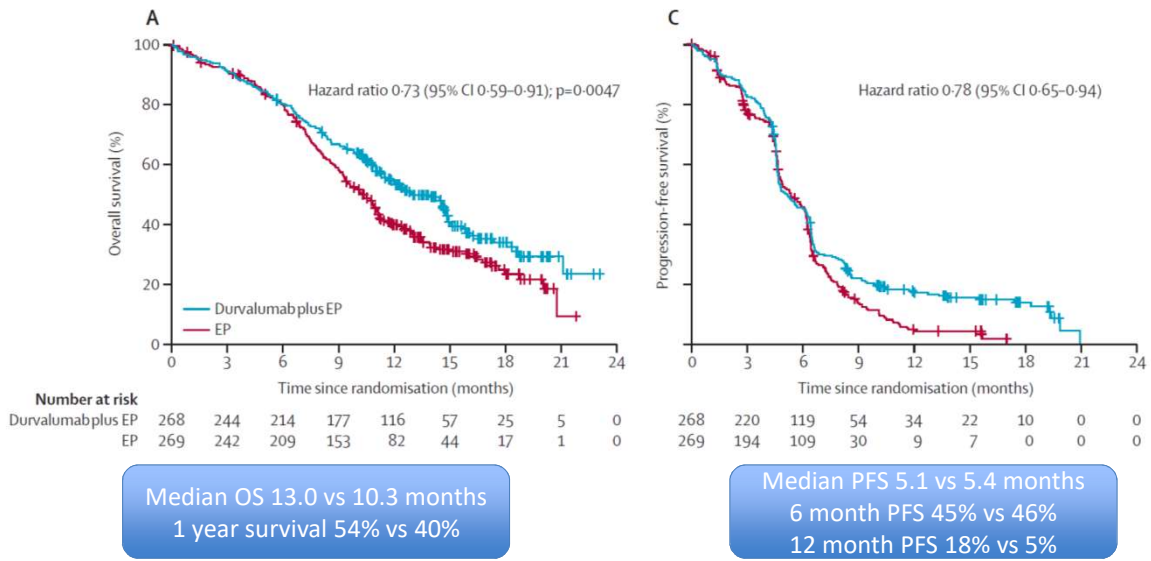 A
Overall survival (%)
100
80
60
40
20
0
Hazard ratio 0·73 (95% CI 0·59–0·91); p=0·0047
Durvalumab plus EP
EP
0 3 6 9 12 15 18 21 24
Time since randomisation (months)
Number at risk
Durvalumab plus EP 268 244 214 177 116 57 25 5 0
EP 269 242 209 153 82 44 17 1 0
Median OS 13.0 vs 10.3 months
1 year survival 54% vs 40%
C
Progression-free survival (%)
100
80
60
40
20
0
Hazard ratio 0·78 (95% CI 0·65–0·94)
0 3 6 9 12 15 18 21 24
Time since randomisation (months)
268 220 119 54 34 22 10 0 0
269 194 109 30 9 7 0 0 0
Median PFS 5.1 vs 5.4 months
6 month PFS 45% vs 46%
12 month PFS 18% vs 5%